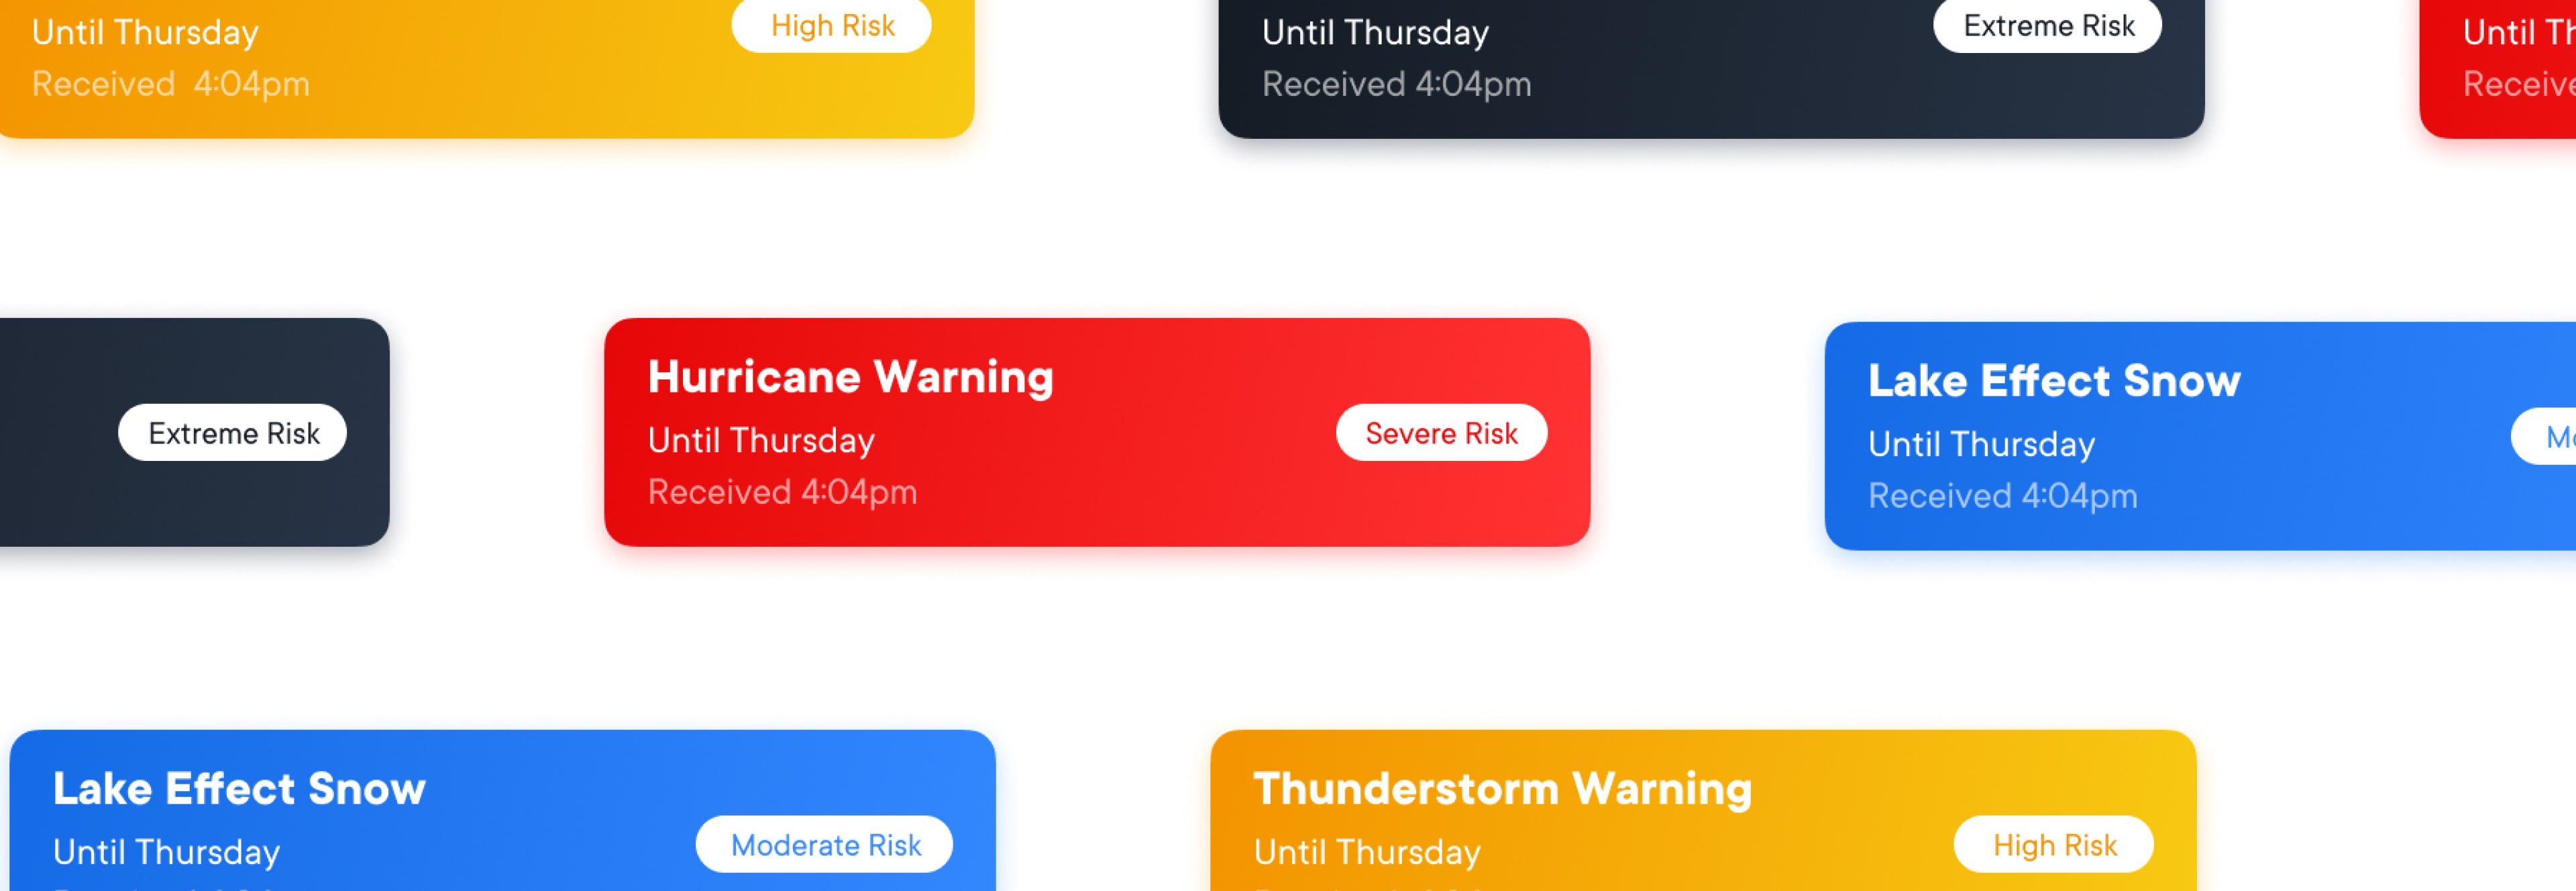 Until Thursday
High Risk
Received 4:04pm
Until Thursday
Extreme Risk
Received 4:04pm
Until
Extreme Risk
Hurricane Warning
Until Thursday
Severe Risk
Received 4:04pm
Lake Effect Snow
Until Thursday
Received 4:04pm
Lake Effect Snow
Until Thursday
Moderate Risk
Thunderstorm Warning
Until Thursday
High Risk